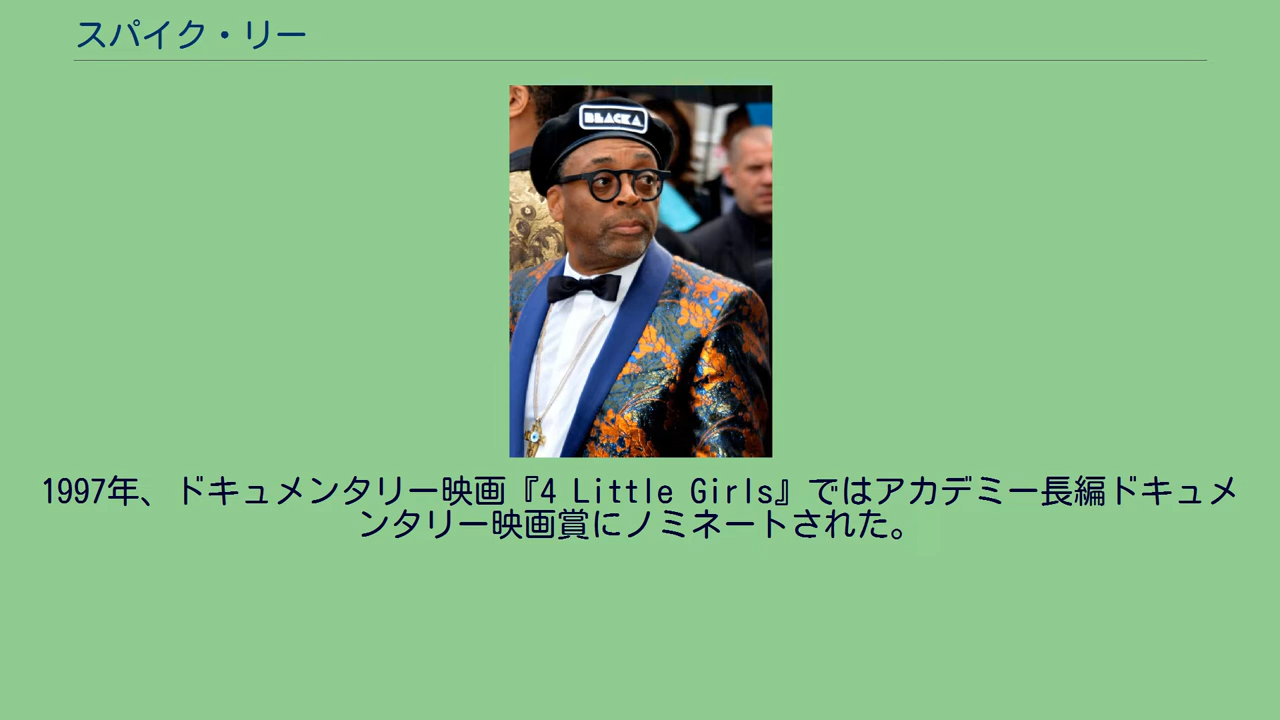 スパイク・リー
BLACKA
1997年、ドキュメンタリー映画『4 Little Girls』ではアカデミー長編ドキュメ
ンタリー映画賞にノミネートされた。